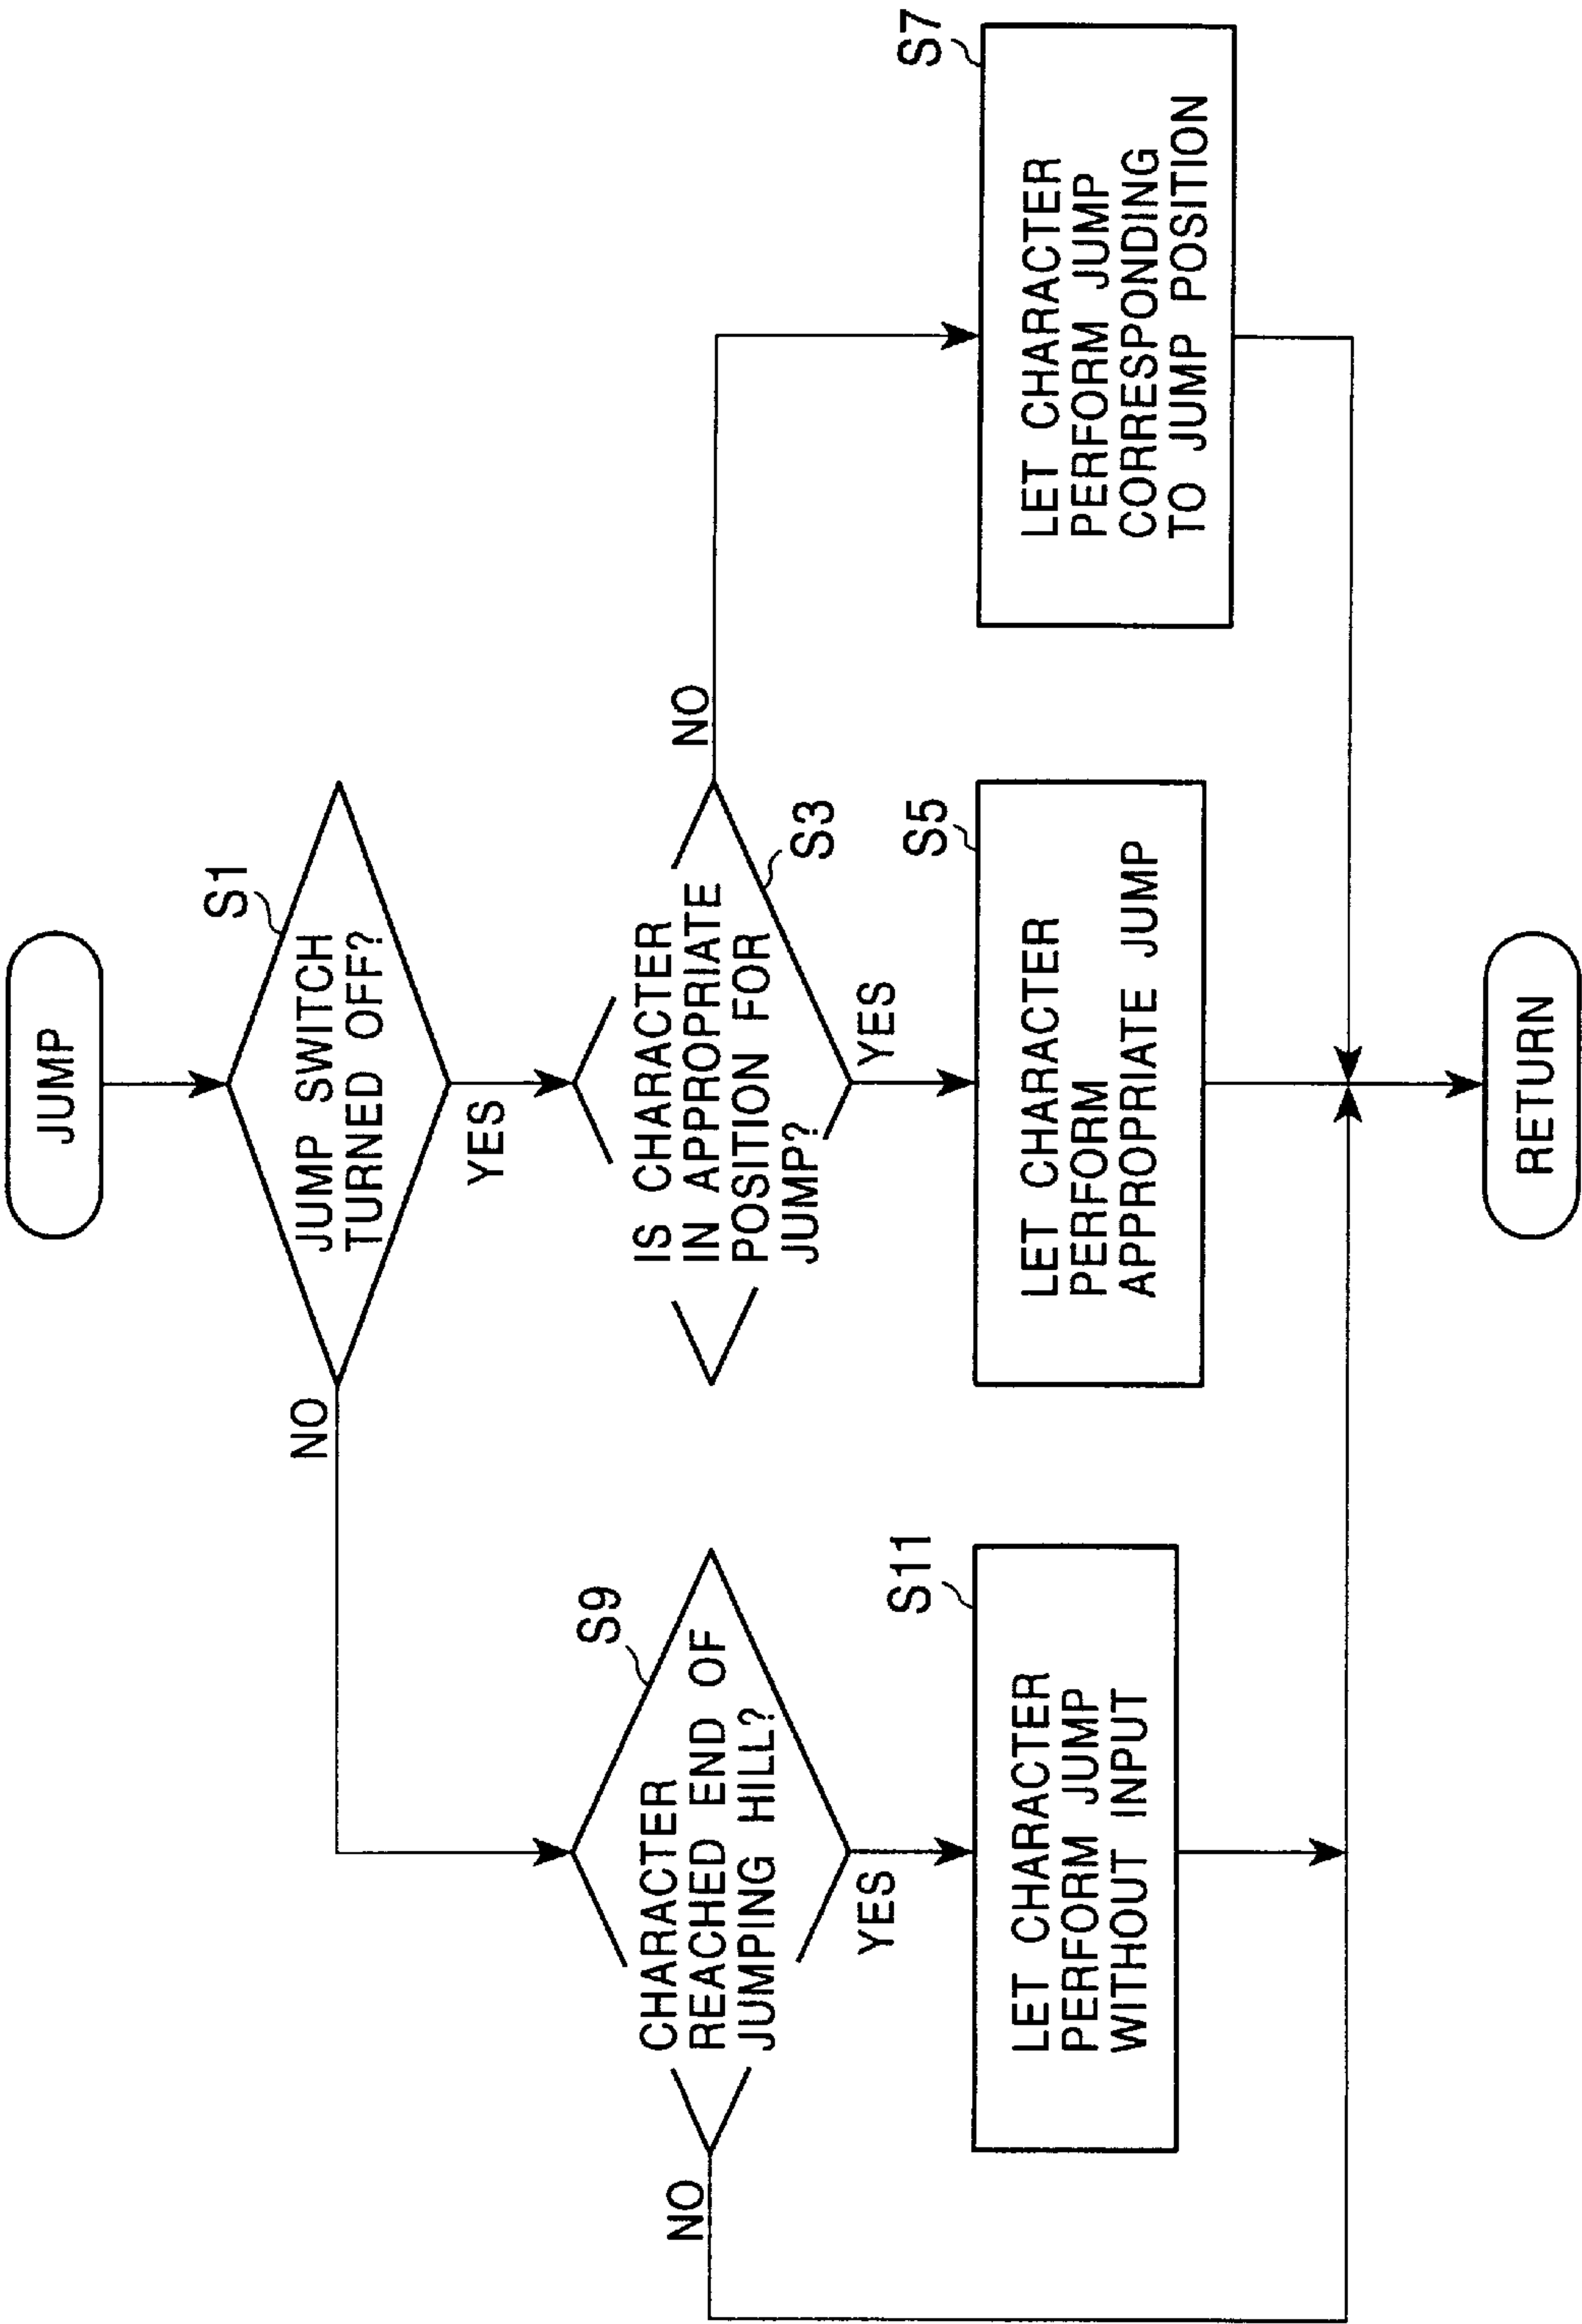 JUMP
S1
JUMP SWITCH
TURNED OFF?
NO
YES
S9
CHARACTER
REACHED END OF
JUMPING HILL?
NO
YES
IS CHARACTER
IN APPROPRIATE
POSITION FOR
JUMP?
S3
NO
YES
S11
LET CHARACTER
PERFORM JUMP
WITHOUT INPUT
S5
LET CHARACTER
PERFORM
APPROPRIATE JUMP
S7
LET CHARACTER
PERFORM JUMP
CORRESPONDING
TO JUMP POSITION
RETURN